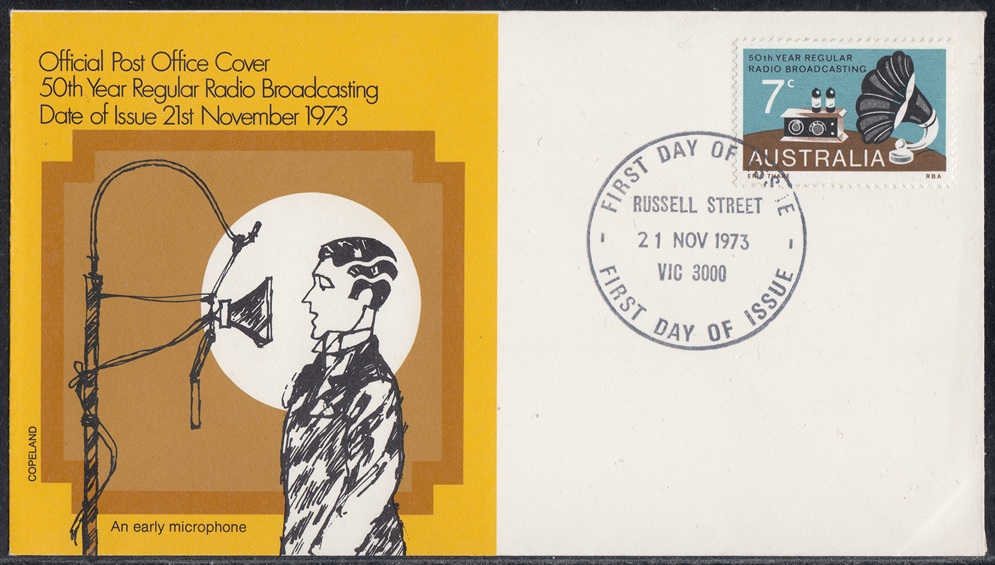 Official Post Office Cover
50th Year Regular Radio Broadcasting
Date of Issue 21st November 1973
COPELAND
An early microphone
50th.YEAR REGULAR
RADIO BROADCASTING
7c
AUSTRALIA
RBA
FIRST DAY OF
RUSSELL STREET
21 NOV 1973
VIC 3000
FIRST DAY OF ISSUE